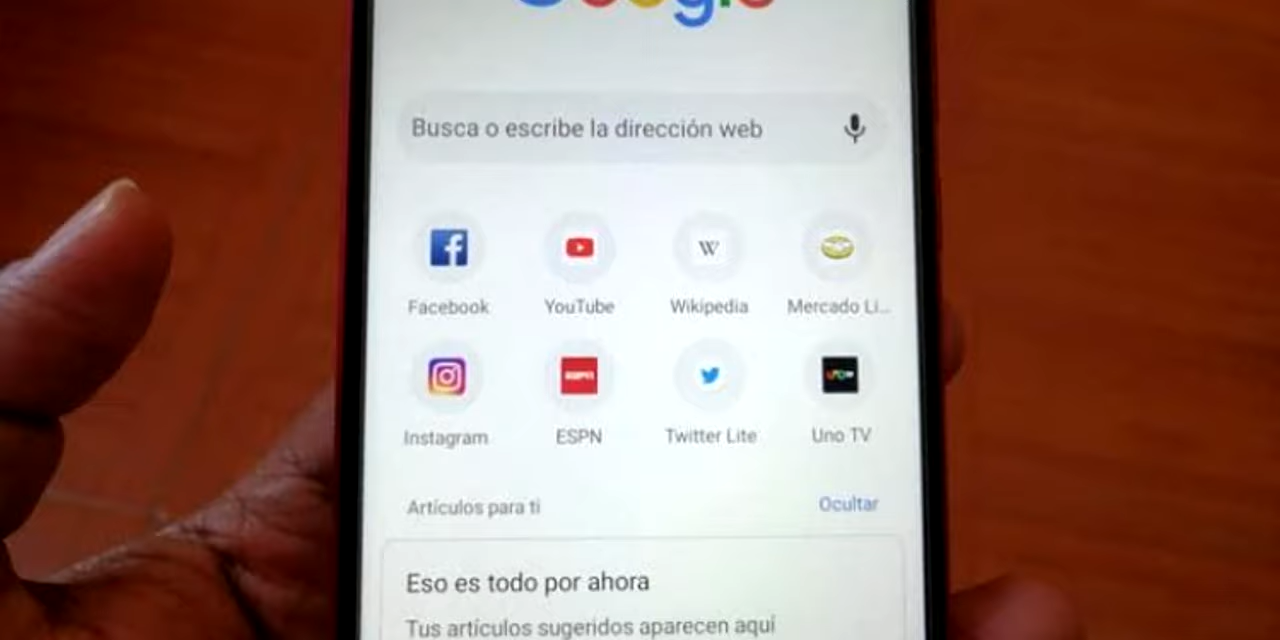 Google
Busca o escribe la dirección web
Facebook YouTube Wikipedia Mercado Li...
Instagram ESPN Twitter Lite Uno TV
Artículos para ti Ocultar
Eso es todo por ahora
Tus artículos sugeridos aparecen aquí